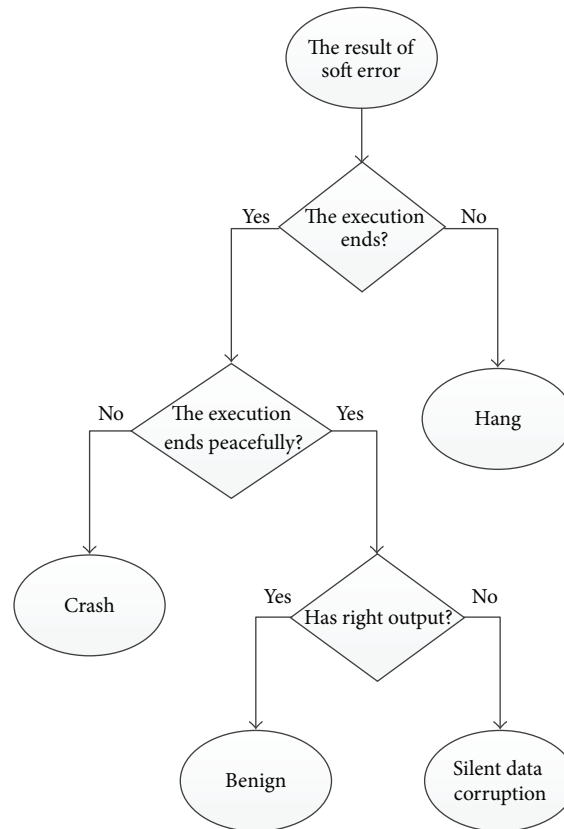 The result of
soft error
Yes
The execution
ends?
No
No
The execution
ends peacefully?
Yes
Hang
Crash
Yes
Has right output?
No
Benign
Silent data
corruption